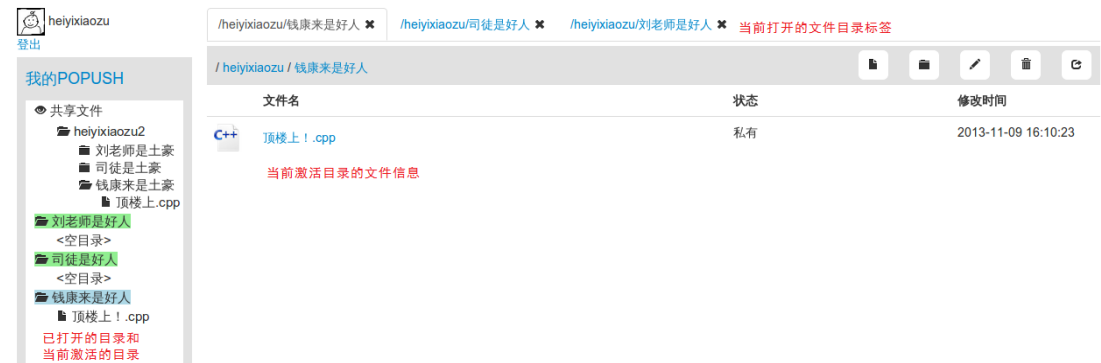 heiyixiaozu
登出
我的POPUSH
共享文件
heiyixiaozu2
刘老师是土豪
司徒是土豪
钱康来是土豪
顶楼上.cpp
刘老师是好人
<空目录>
司徒是好人
<空目录>
钱康来是好人
顶楼上！.cpp
已打开的目录和
当前激活的目录
/heiyixiaozu/钱康来是好人 ✖ /heiyixiaozu/司徒是好人 ✖ /heiyixiaozu/刘老师是好人 ✖ 当前打开的文件目录标签
/ heiyixiaozu / 钱康来是好人
文件名 状态 修改时间
C++ 顶楼上！.cpp 私有 2013-11-09 16:10:23
当前激活目录的文件信息